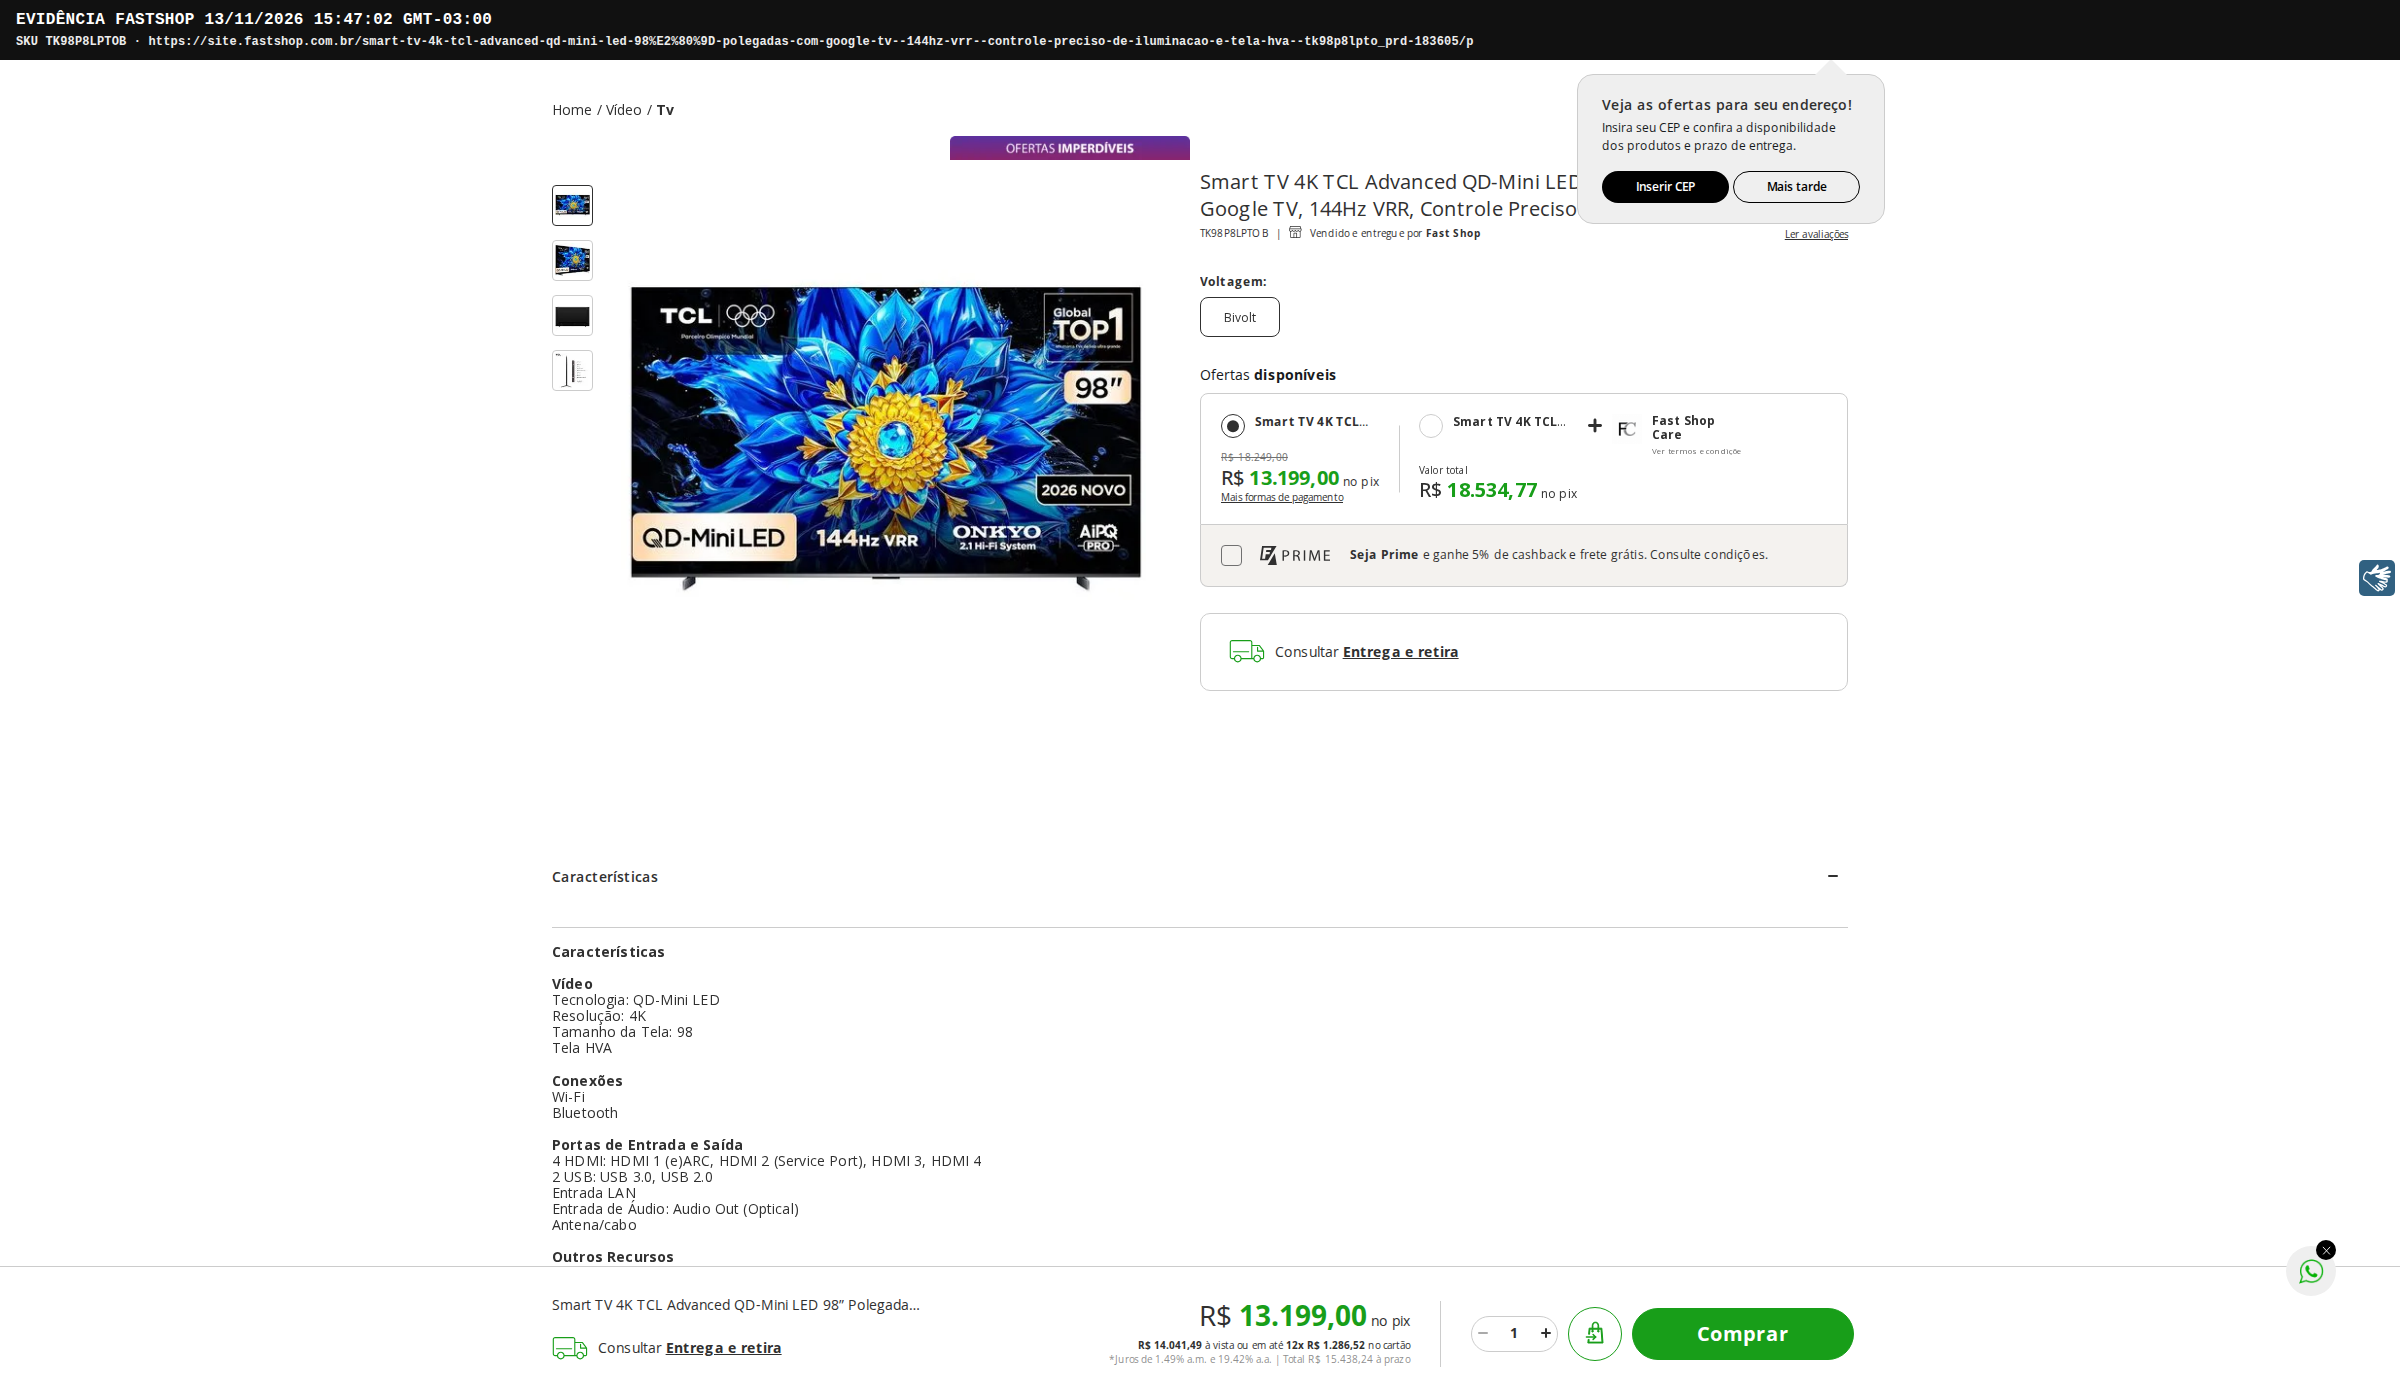 EVIDÊNCIA FASTSHOP 13/11/2026 15:47:02 GMT-03:00
SKU TK98P8LPTOB · https://site.fastshop.com.br/smart-tv-4k-tcl-advanced-qd-mini-led-98%E2%80%9D-polegadas-com-google-tv--144hz-vrr--controle-preciso-de-iluminacao-e-tela-hva--tk98p8lpto_prd-183605/p
Veja as ofertas para seu endereço!
Insira seu CEP e confira a disponibilidade
dos produtos e prazo de entrega.
Inserir CEP
Mais tarde
Home / Vídeo / Tv
OFERTAS IMPERDÍVEIS
Smart TV 4K TCL Advanced QD-Mini LED
Google TV, 144Hz VRR, Controle Preciso
TK98P8LPTOB | Vendido e entregue por Fast Shop
Ler avaliações
TCL
Parceiro Olímpico Mundial
Global
TOP1
98”
2026 NOVO
QD-Mini LED
144Hz VRR
ONKYO
2.1 Hi-Fi System
AiPQ
PRO
Voltagem:
Bivolt
Ofertas disponíveis
Smart TV 4K TCL...
R$ 18.249,00
R$ 13.199,00 no pix
Mais formas de pagamento
Smart TV 4K TCL...
Valor total
R$ 18.534,77 no pix
+
FC
Fast Shop
Care
Ver termos e condiçõe
PRIME
Seja Prime e ganhe 5% de cashback e frete grátis. Consulte condições.
Consultar Entrega e retira
Características
Características
Vídeo
Tecnologia: QD-Mini LED
Resolução: 4K
Tamanho da Tela: 98
Tela HVA
Conexões
Wi-Fi
Bluetooth
Portas de Entrada e Saída
4 HDMI: HDMI 1 (e)ARC, HDMI 2 (Service Port), HDMI 3, HDMI 4
2 USB: USB 3.0, USB 2.0
Entrada LAN
Entrada de Áudio: Audio Out (Optical)
Antena/cabo
Outros Recursos
Smart TV 4K TCL Advanced QD-Mini LED 98” Polegada...
Consultar Entrega e retira
R$ 13.199,00 no pix
R$ 14.041,49 à vista ou em até 12x R$ 1.286,52 no cartão
*Juros de 1.49% a.m. e 19.42% a.a. | Total R$ 15.438,24 à prazo
1
Comprar